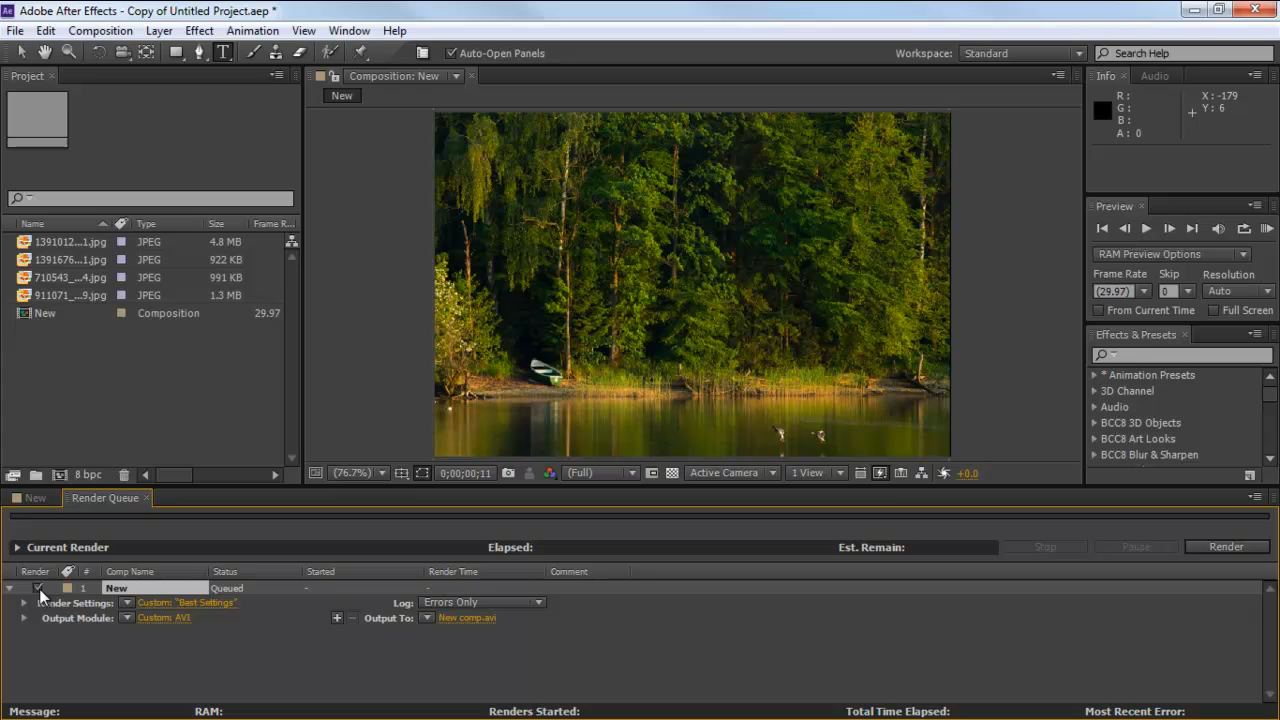 Adobe After Effects - Copy of Untitled Project.aep *
File Edit Composition Layer Effect Animation View Window Help
Auto-Open Panels Workspace: Standard Search Help
Project Composition: New Info Audio
New
R: X: -179
G: Y: 6
B:
A: 0
Preview
Name Type Size Frame R...
1391012...1.jpg JPEG 4.8 MB
1391676...1.jpg JPEG 922 KB
710543_...4.jpg JPEG 991 KB
911071_...9.jpg JPEG 1.3 MB
New Composition 29.97
RAM Preview Options
Frame Rate Skip Resolution
(29.97) 0 Auto
From Current Time Full Screen
Effects & Presets
* Animation Presets
3D Channel
Audio
BCC8 3D Objects
BCC8 Art Looks
BCC8 Blur & Sharpen
8 bpc (76.7%) 0;00;00;11 (Full) Active Camera 1 View +0.0
New Render Queue
Current Render Elapsed: Est. Remain: Stop Pause Render
Render # Comp Name Status Started Render Time Comment
1 New Queued - -
Render Settings: Custom: "Best Settings" Log: Errors Only
Output Module: Custom: AVI Output To: New comp.avi
Message: RAM: Renders Started: Total Time Elapsed: Most Recent Error: